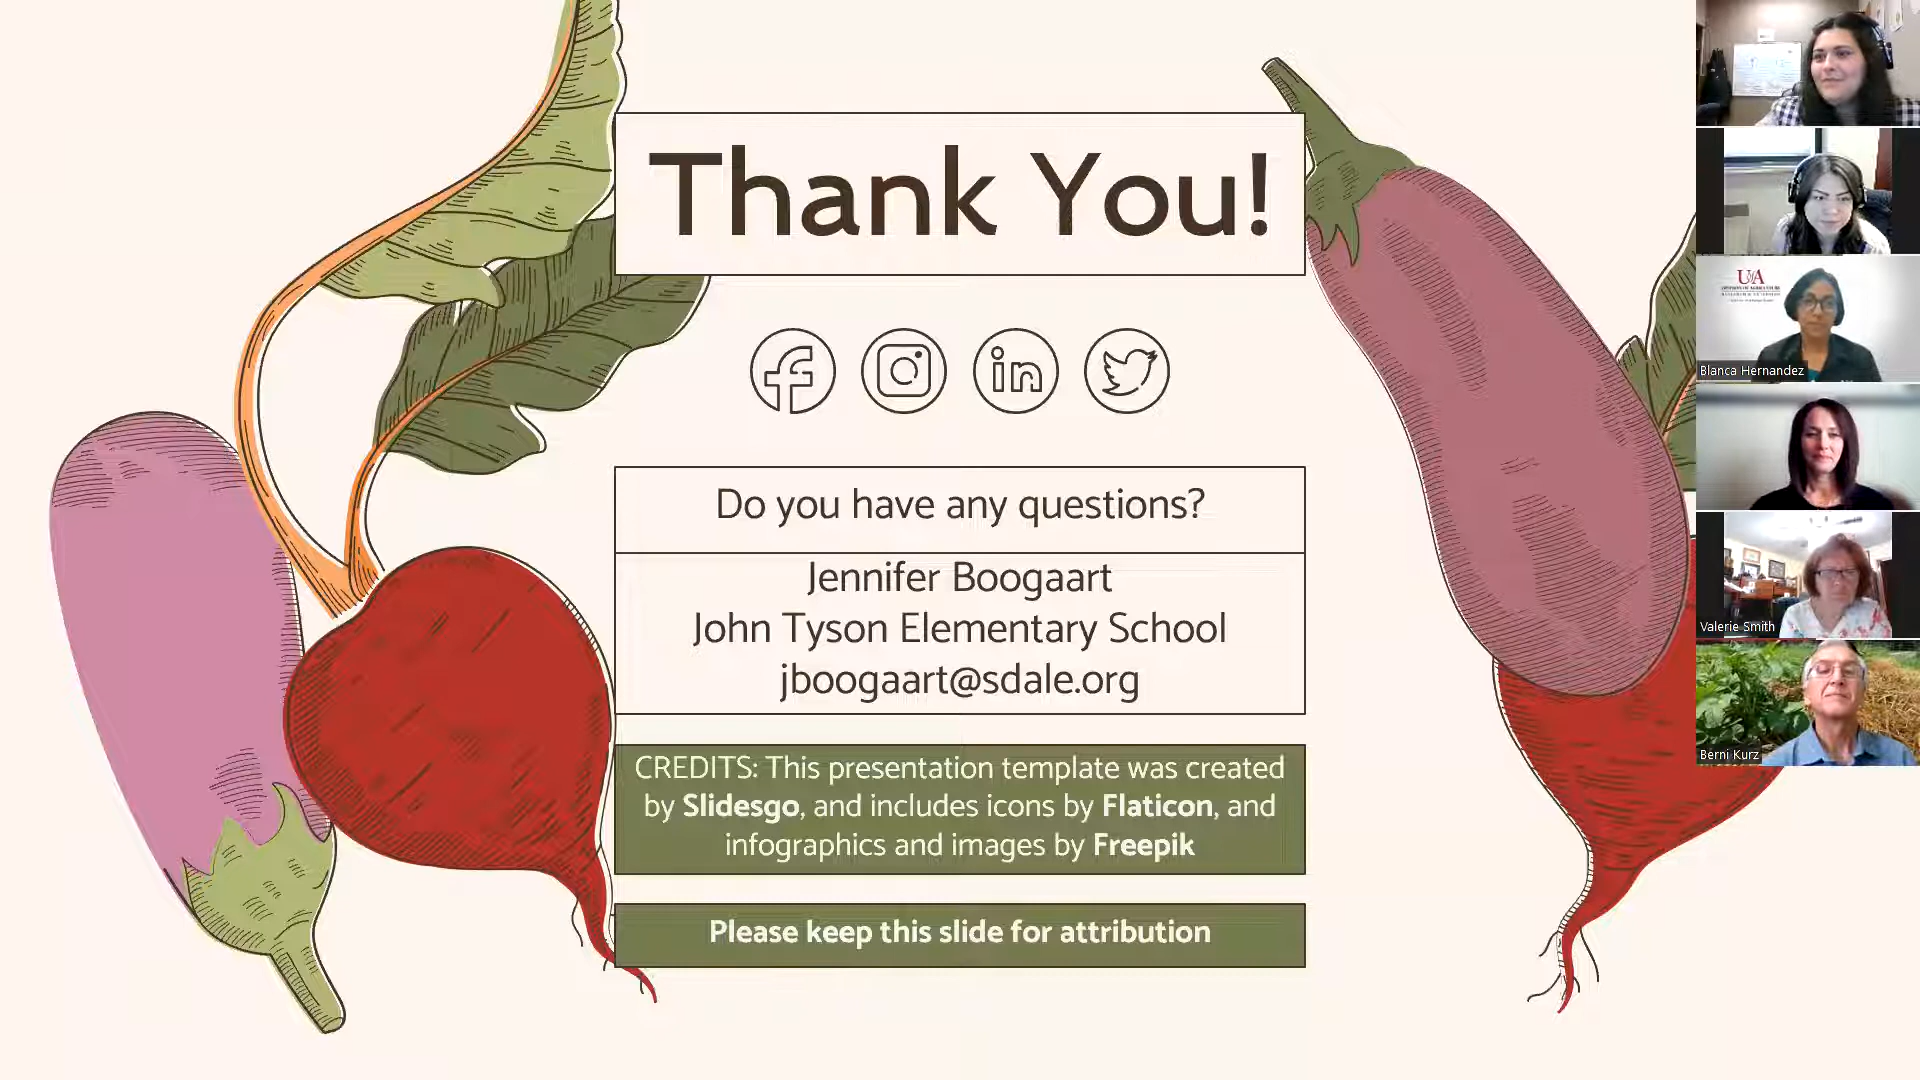 Thank You!
Do you have any questions?
Jennifer Boogaart
John Tyson Elementary School
jboogaart@sdale.org
CREDITS: This presentation template was created
by Slidesgo, and includes icons by Flaticon, and
infographics and images by Freepik
Please keep this slide for attribution
UA
Blanca Hernandez
Valerie Smith
Berni Kurz